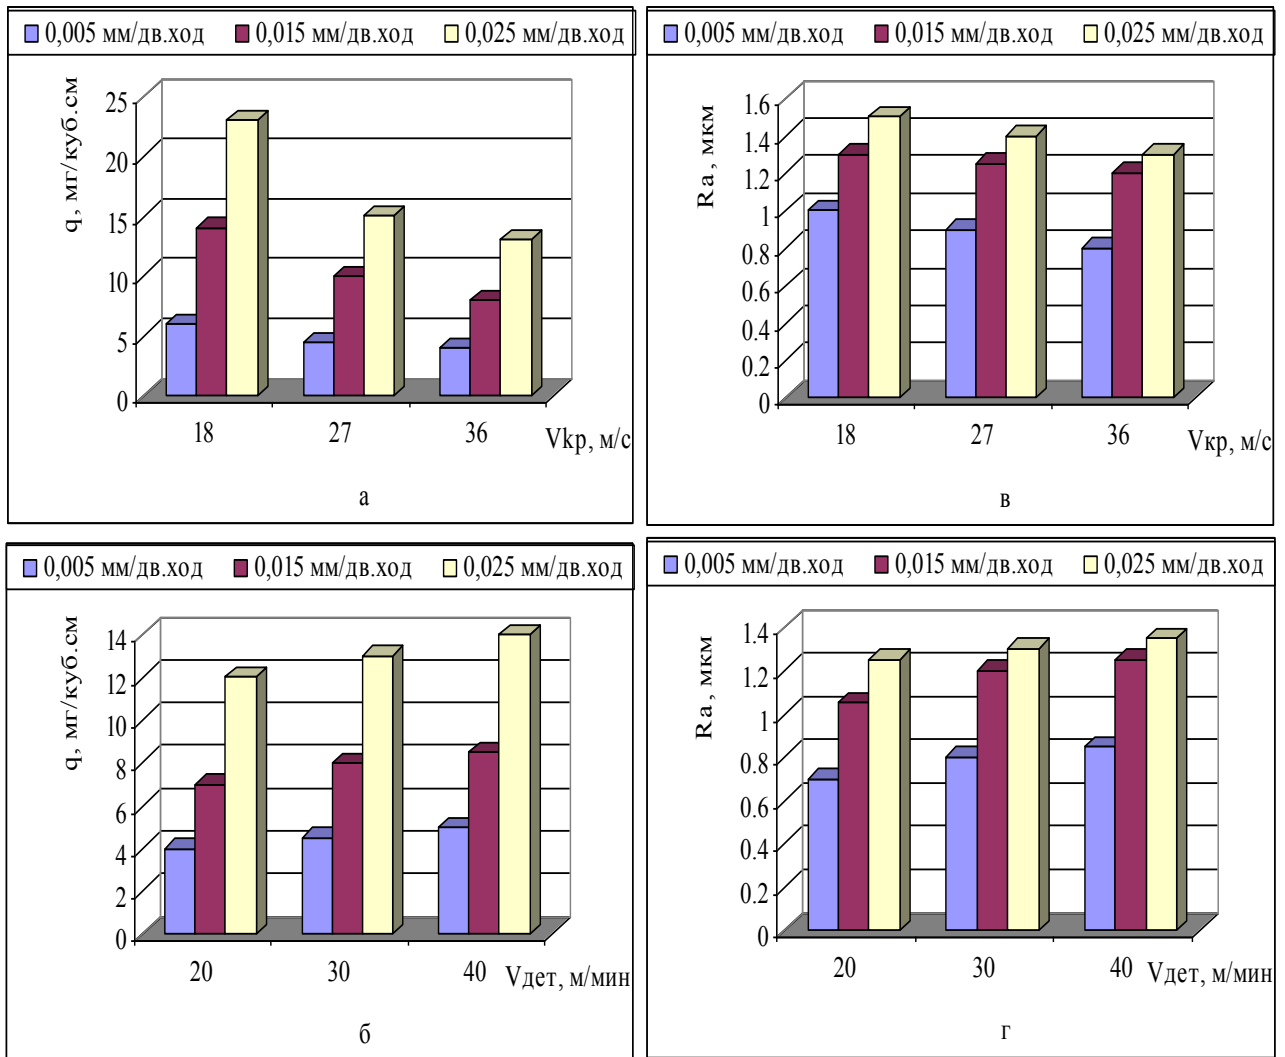 0,005 мм/дв.ход 0,015 мм/дв.ход 0,025 мм/дв.ход
q, мг/куб.см
25
20
15
10
5
0
18 27 36 Vкр, м/с
а
0,005 мм/дв.ход 0,015 мм/дв.ход 0,025 мм/дв.ход
Ra, мкм
1.6
1.4
1.2
1
0.8
0.6
0.4
0.2
0
18 27 36 Vкр, м/с
в
0,005 мм/дв.ход 0,015 мм/дв.ход 0,025 мм/дв.ход
q, мг/куб.см
14
12
10
8
6
4
2
0
20 30 40 Vдет, м/мин
б
0,005 мм/дв.ход 0,015 мм/дв.ход 0,025 мм/дв.ход
Ra, мкм
1.4
1.2
1
0.8
0.6
0.4
0.2
0
20 30 40 Vдет, м/мин
г